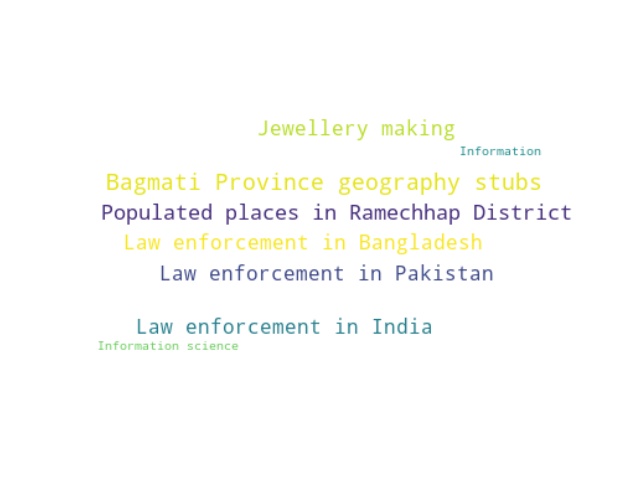 Jewellery making
Information
Bagmati Province geography stubs
Populated places in Ramechhap District
Law enforcement in Bangladesh
Law enforcement in Pakistan
Law enforcement in India
Information science